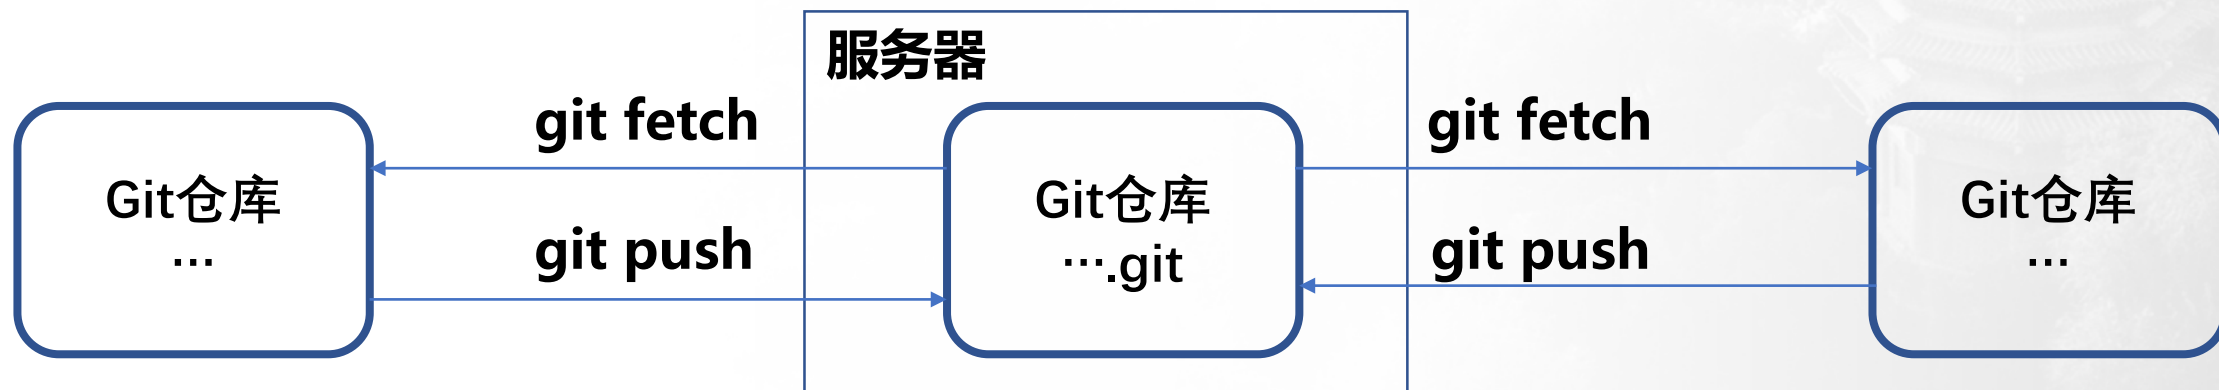 服务器
git fetch
git fetch
Git仓库
…
git push
Git仓库
….git
git push
Git仓库
…